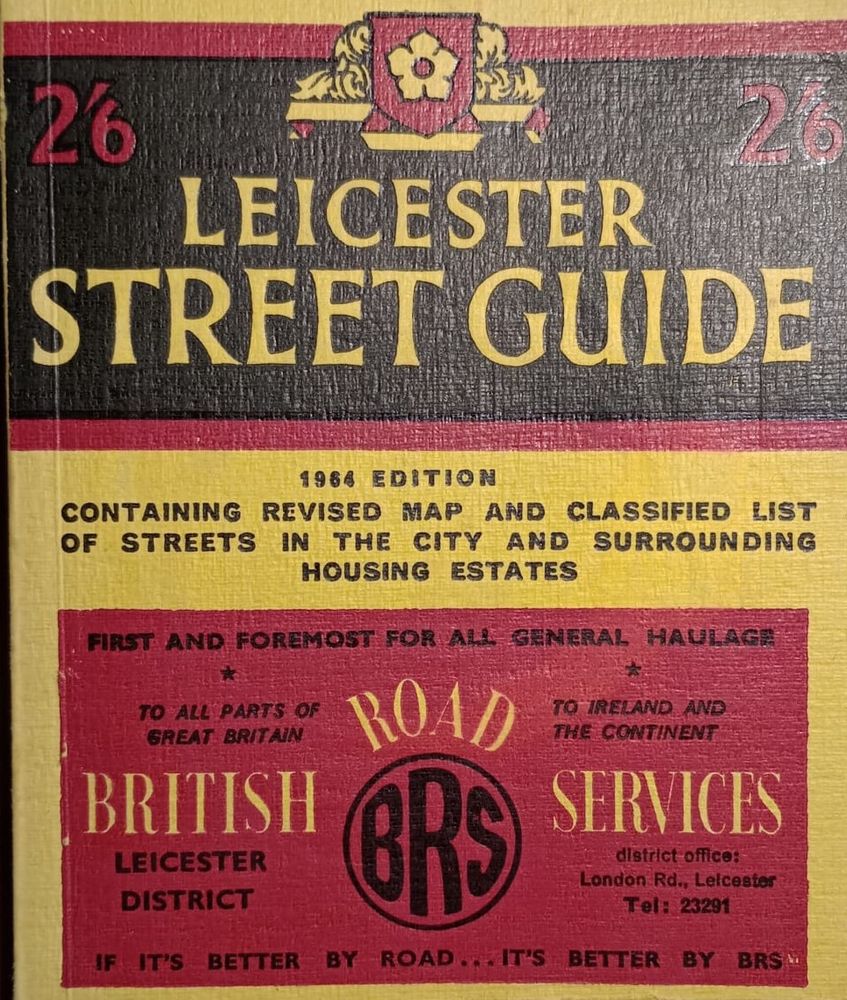 2'6 2'6
LEICESTER
STREET GUIDE
1964 EDITION
CONTAINING REVISED MAP AND CLASSIFIED LIST
OF STREETS IN THE CITY AND SURROUNDING
HOUSING ESTATES
FIRST AND FOREMOST FOR ALL GENERAL HAULAGE
★ ★
TO ALL PARTS OF
GREAT BRITAIN
ROAD
TO IRELAND AND
THE CONTINENT
BRITISH
BRS
SERVICES
LEICESTER
DISTRICT
district office:
London Rd., Leicester
Tel: 23291
IF IT'S BETTER BY ROAD...IT'S BETTER BY BRS